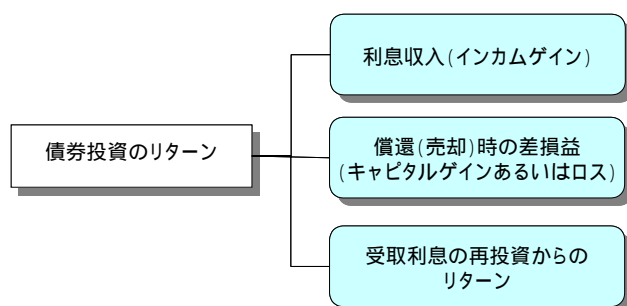 債券投資のリターン
利息収入(インカムゲイン)
償還(売却)時の差損益
(キャピタルゲインあるいはロス)
受取利息の再投資からの
リターン